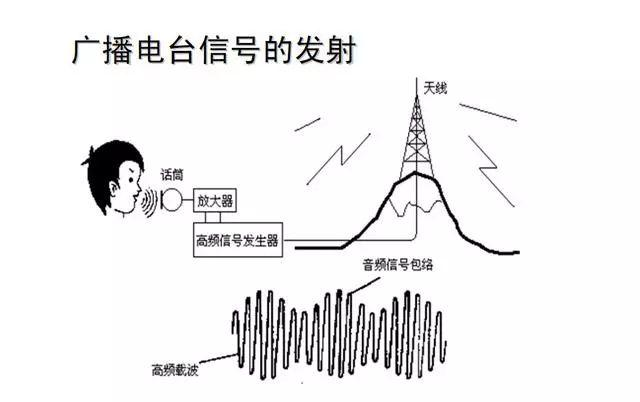 广播电台信号的发射
天线
话筒
放大器
高频信号发生器
音频信号包络
高频载波